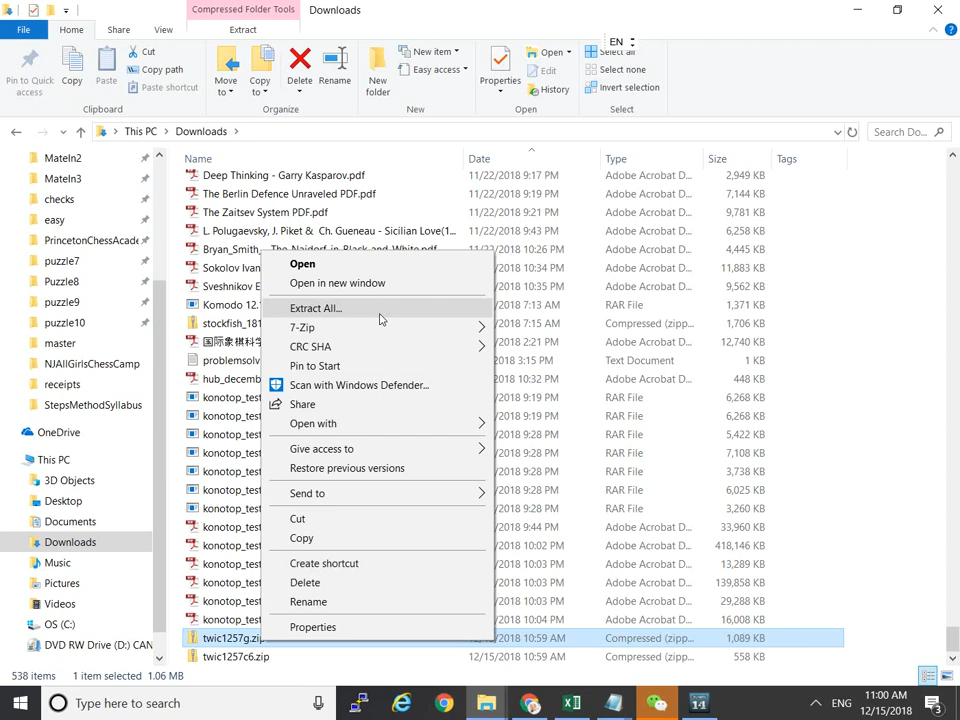 Compressed Folder Tools
Downloads
File
Home
Share
View
Extract
EN
Pin to Quick access
Copy
Paste
Cut
Copy path
Paste shortcut
Clipboard
Move to
Copy to
Delete
Rename
Organize
New folder
New item
Easy access
New
Properties
Open
Edit
History
Open
Select all
Select none
Invert selection
Select
This PC
Downloads
Search Do...
Name
Date
Type
Size
Tags
MateIn2
MateIn3
checks
easy
PrincetonChessAcade
puzzle7
Puzzle8
puzzle9
puzzle10
master
NJAllGirlsChessCamp
receipts
StepsMethodSyllabus
OneDrive
This PC
3D Objects
Desktop
Documents
Downloads
Music
Pictures
Videos
OS (C:)
DVD RW Drive (D:) CAN
Deep Thinking - Garry Kasparov.pdf 11/22/2018 9:17 PM Adobe Acrobat D... 2,949 KB
The Berlin Defence Unraveled PDF.pdf 11/22/2018 9:19 PM Adobe Acrobat D... 7,144 KB
The Zaitsev System PDF.pdf 11/22/2018 9:21 PM Adobe Acrobat D... 9,781 KB
L. Polugaevsky, J. Piket & Ch. Gueneau - Sicilian Love(1... 11/22/2018 9:43 PM Adobe Acrobat D... 6,258 KB
Bryan_Smith_-_The_Najdorf_in_Black_and_White.pdf 11/22/2018 10:26 PM Adobe Acrobat D... 4,445 KB
Sokolov Ivan 2018 10:34 PM Adobe Acrobat D... 11,883 KB
Sveshnikov E 2018 10:35 PM Adobe Acrobat D... 12,962 KB
Komodo 12. 2018 7:13 AM RAR File 1,371 KB
stockfish_181 2018 7:15 AM Compressed (zipp... 1,706 KB
国际象棋科学 2018 2:21 PM Adobe Acrobat D... 12,740 KB
problemsolv 2018 3:15 PM Text Document 1 KB
hub_decemb 2018 10:32 PM Adobe Acrobat D... 448 KB
konotop_test 2018 9:19 PM RAR File 6,268 KB
konotop_test 2018 9:19 PM RAR File 6,268 KB
konotop_test 2018 9:28 PM RAR File 5,422 KB
konotop_test 2018 9:28 PM RAR File 7,108 KB
konotop_test 2018 9:28 PM RAR File 3,738 KB
konotop_test 2018 9:28 PM RAR File 6,025 KB
konotop_test 2018 9:28 PM RAR File 3,260 KB
konotop_test 2018 9:44 PM Adobe Acrobat D... 33,960 KB
konotop_test 2018 10:02 PM Adobe Acrobat D... 418,146 KB
konotop_test 2018 10:03 PM Adobe Acrobat D... 13,289 KB
konotop_test 2018 10:03 PM Adobe Acrobat D... 139,858 KB
konotop_test 2018 10:03 PM Adobe Acrobat D... 29,288 KB
konotop_test 2018 10:04 PM Adobe Acrobat D... 16,008 KB
twic1257g.zip 12/15/2018 10:59 AM Compressed (zipp... 1,089 KB
twic1257c6.zip 12/15/2018 10:59 AM Compressed (zipp... 558 KB
Open
Open in new window
Extract All...
7-Zip
CRC SHA
Pin to Start
Scan with Windows Defender...
Share
Open with
Give access to
Restore previous versions
Send to
Cut
Copy
Create shortcut
Delete
Rename
Properties
538 items 1 item selected 1.06 MB
Type here to search
ENG
11:00 AM
12/15/2018
3